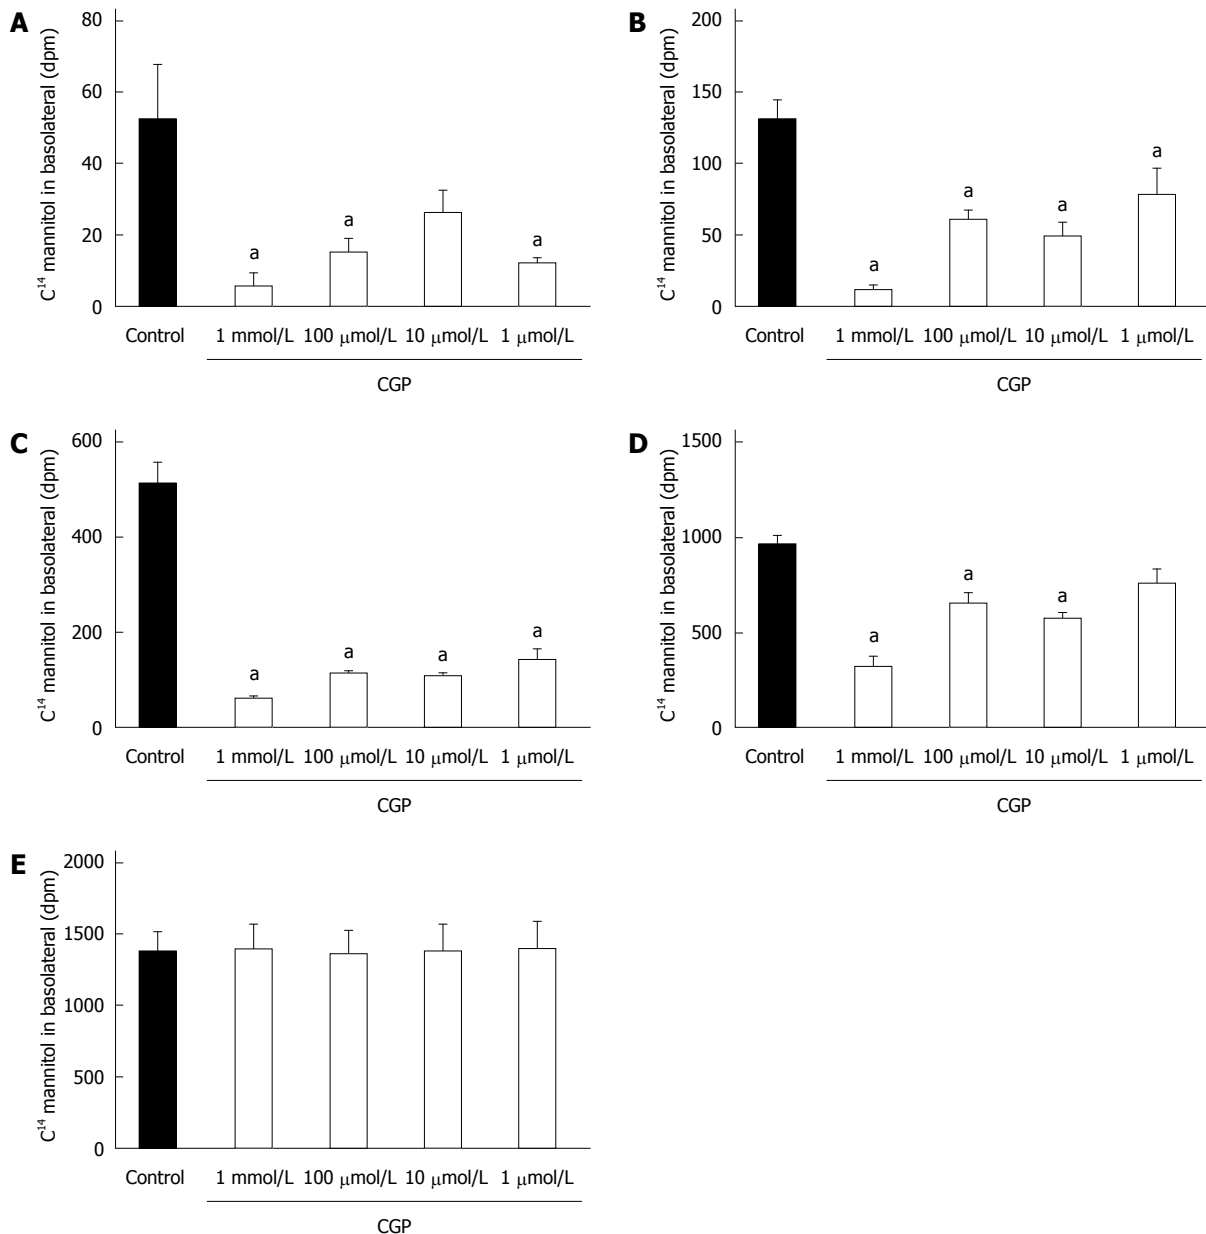 A
C14 mannitol in basolateral (dpm)
80
60
40
20
0
a
a
a
Control
1 mmol/L 100 μmol/L 10 μmol/L 1 μmol/L
CGP
B
C14 mannitol in basolateral (dpm)
200
150
100
50
0
a
a
a
a
Control
1 mmol/L 100 μmol/L 10 μmol/L 1 μmol/L
CGP
C
C14 mannitol in basolateral (dpm)
600
400
200
0
a
a
a
a
Control
1 mmol/L 100 μmol/L 10 μmol/L 1 μmol/L
CGP
D
C14 mannitol in basolateral (dpm)
1500
1000
500
0
a
a
a
Control
1 mmol/L 100 μmol/L 10 μmol/L 1 μmol/L
CGP
E
C14 mannitol in basolateral (dpm)
2000
1500
1000
500
0
Control
1 mmol/L 100 μmol/L 10 μmol/L 1 μmol/L
CGP